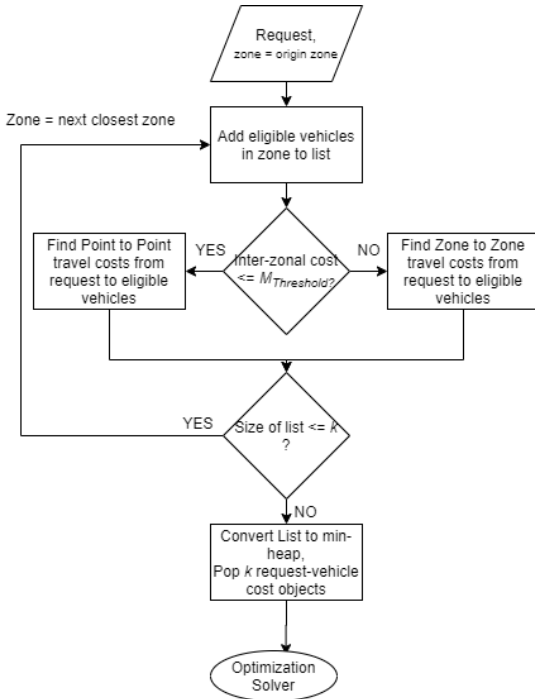 Request,
zone = origin zone
Zone = next closest zone
Add eligible vehicles
in zone to list
Find Point to Point
travel costs from
request to eligible
vehicles
YES
Inter-zonal cost
<= MThreshold?
NO
Find Zone to Zone
travel costs from
request to eligible
vehicles
YES
Size of list <= k
?
NO
Convert List to min-
heap,
Pop k request-vehicle
cost objects
Optimization
Solver